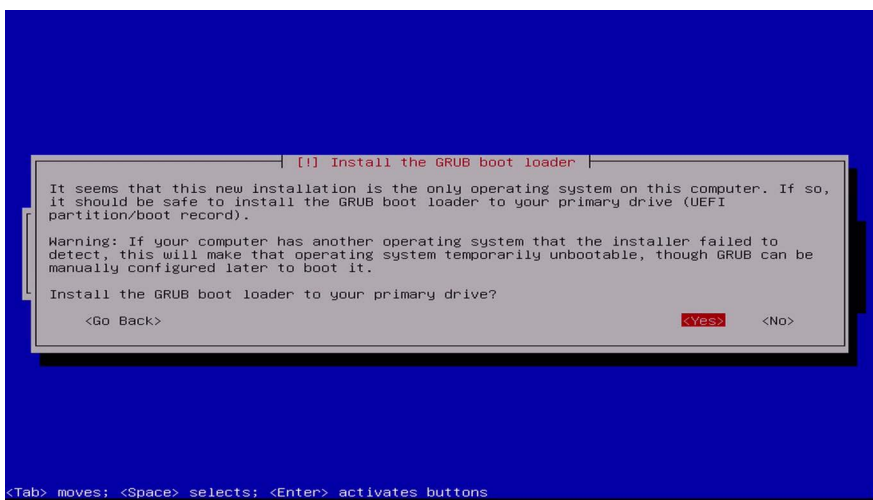 [!] Install the GRUB boot loader
It seems that this new installation is the only operating system on this computer. If so,
it should be safe to install the GRUB boot loader to your primary drive (UEFI
partition/boot record).
Warning: If your computer has another operating system that the installer failed to
detect, this will make that operating system temporarily unbootable, though GRUB can be
manually configured later to boot it.
Install the GRUB boot loader to your primary drive?
<Go Back> <Yes> <No>
<Tab> moves; <Space> selects; <Enter> activates buttons